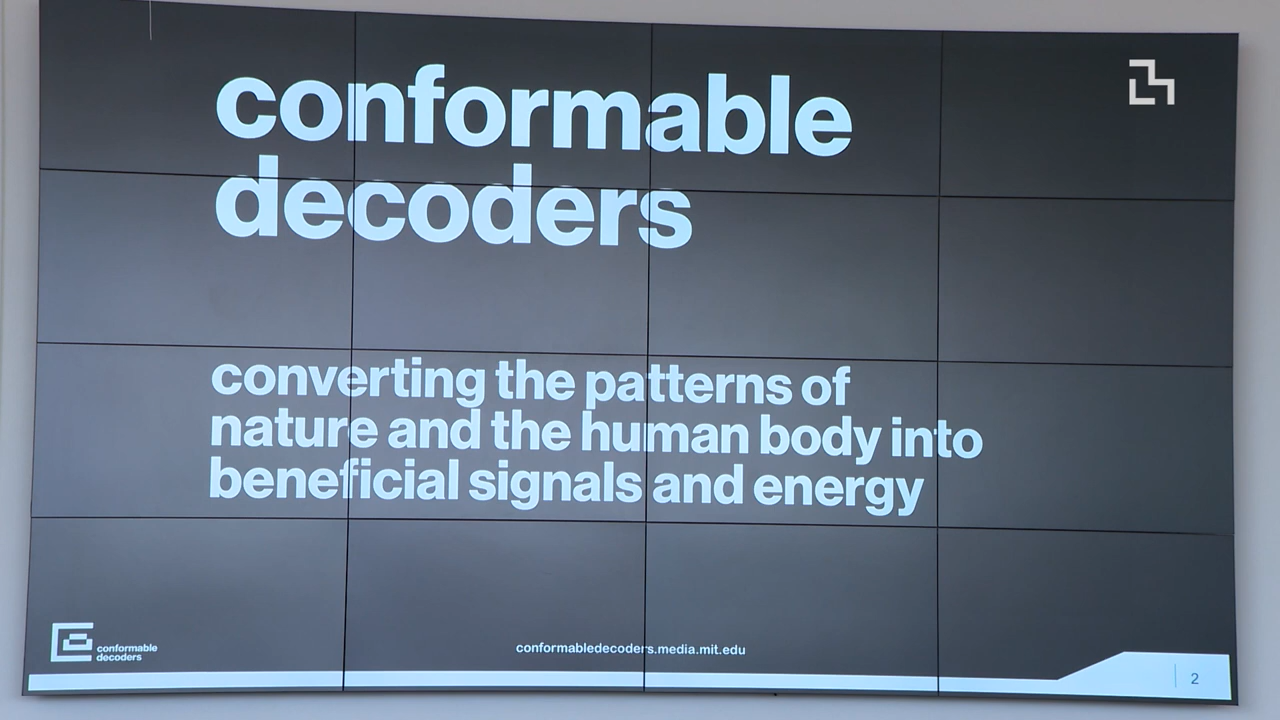 conformable
decoders
converting the patterns of
nature and the human body into
beneficial signals and energy
conformable
decoders
conformabledecoders.media.mit.edu
2